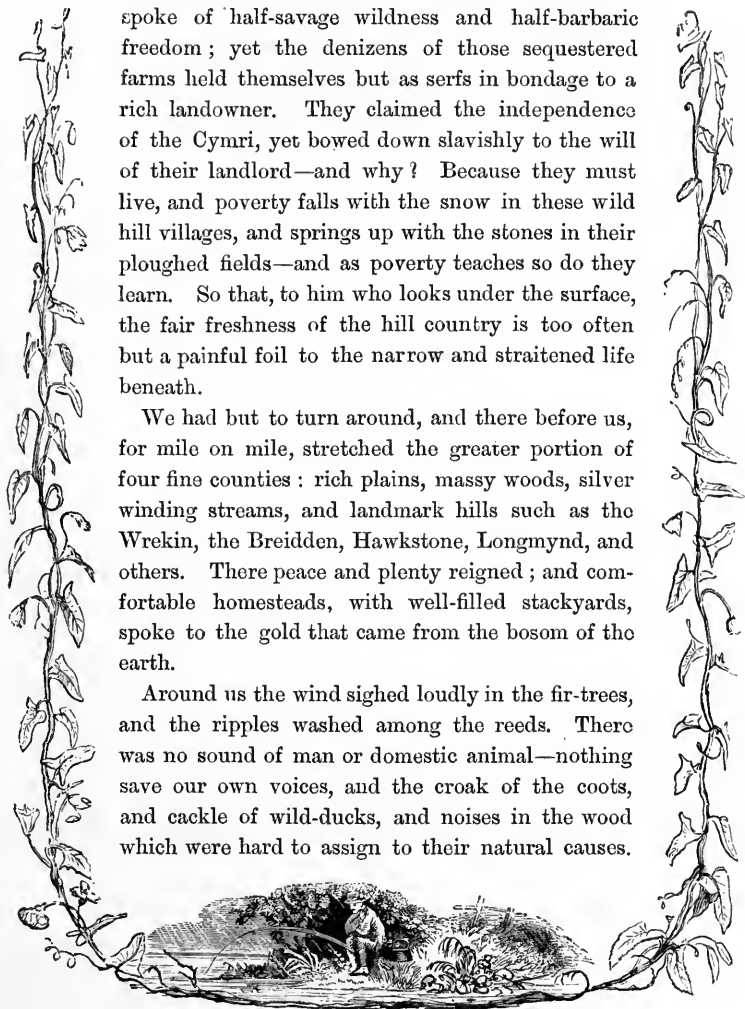 spoke of half-savage wildness and half-barbaric
freedom; yet the denizens of those sequestered
farms held themselves but as serfs in bondage to a
rich landowner. They claimed the independence
of the Cymri, yet bowed down slavishly to the will
of their landlord—and why? Because they must
live, and poverty falls with the snow in these wild
hill villages, and springs up with the stones in their
ploughed fields—and as poverty teaches so do they
learn. So that, to him who looks under the surface,
the fair freshness of the hill country is too often
but a painful foil to the narrow and straitened life
beneath.
We had but to turn around, and there before us,
for mile on mile, stretched the greater portion of
four fine counties: rich plains, massy woods, silver
winding streams, and landmark hills such as the
Wrekin, the Breidden, Hawkstone, Longmynd, and
others. There peace and plenty reigned; and com-
fortable homesteads, with well-filled stackyards,
spoke to the gold that came from the bosom of the
earth.
Around us the wind sighed loudly in the fir-trees,
and the ripples washed among the reeds. There
was no sound of man or domestic animal—nothing
save our own voices, and the croak of the coots,
and cackle of wild-ducks, and noises in the wood
which were hard to assign to their natural causes.